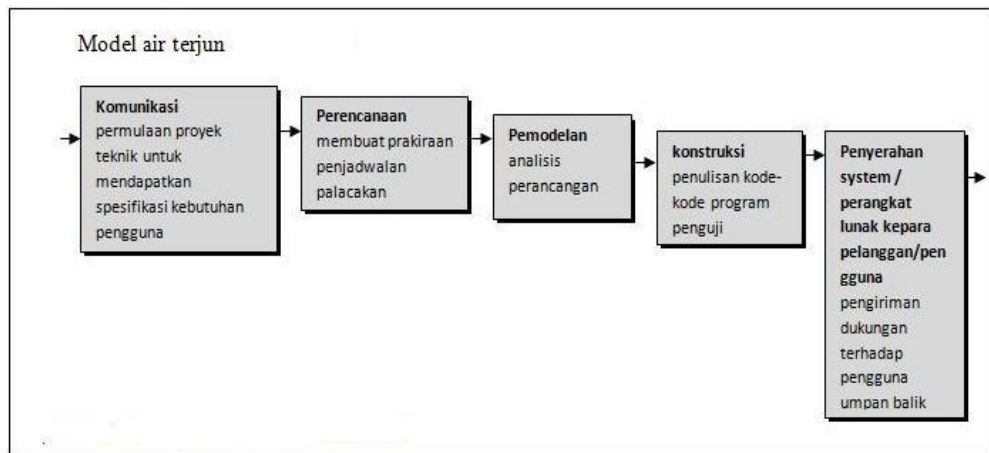 Model air terjun
Komunikasi
permulaan proyek
teknik untuk
mendapatkan
spesifikasi kebutuhan
pengguna
Perencanaan
membuat prakiraan
penjadwalan
palacakan
Pemodelan
analisis
perancangan
konstruksi
penulisan kode-
kode program
penguji
Penyerahan
system /
perangkat
lunak kepara
pelanggan/pen
gguna
pengiriman
dukungan
terhadap
pengguna
umpan balik